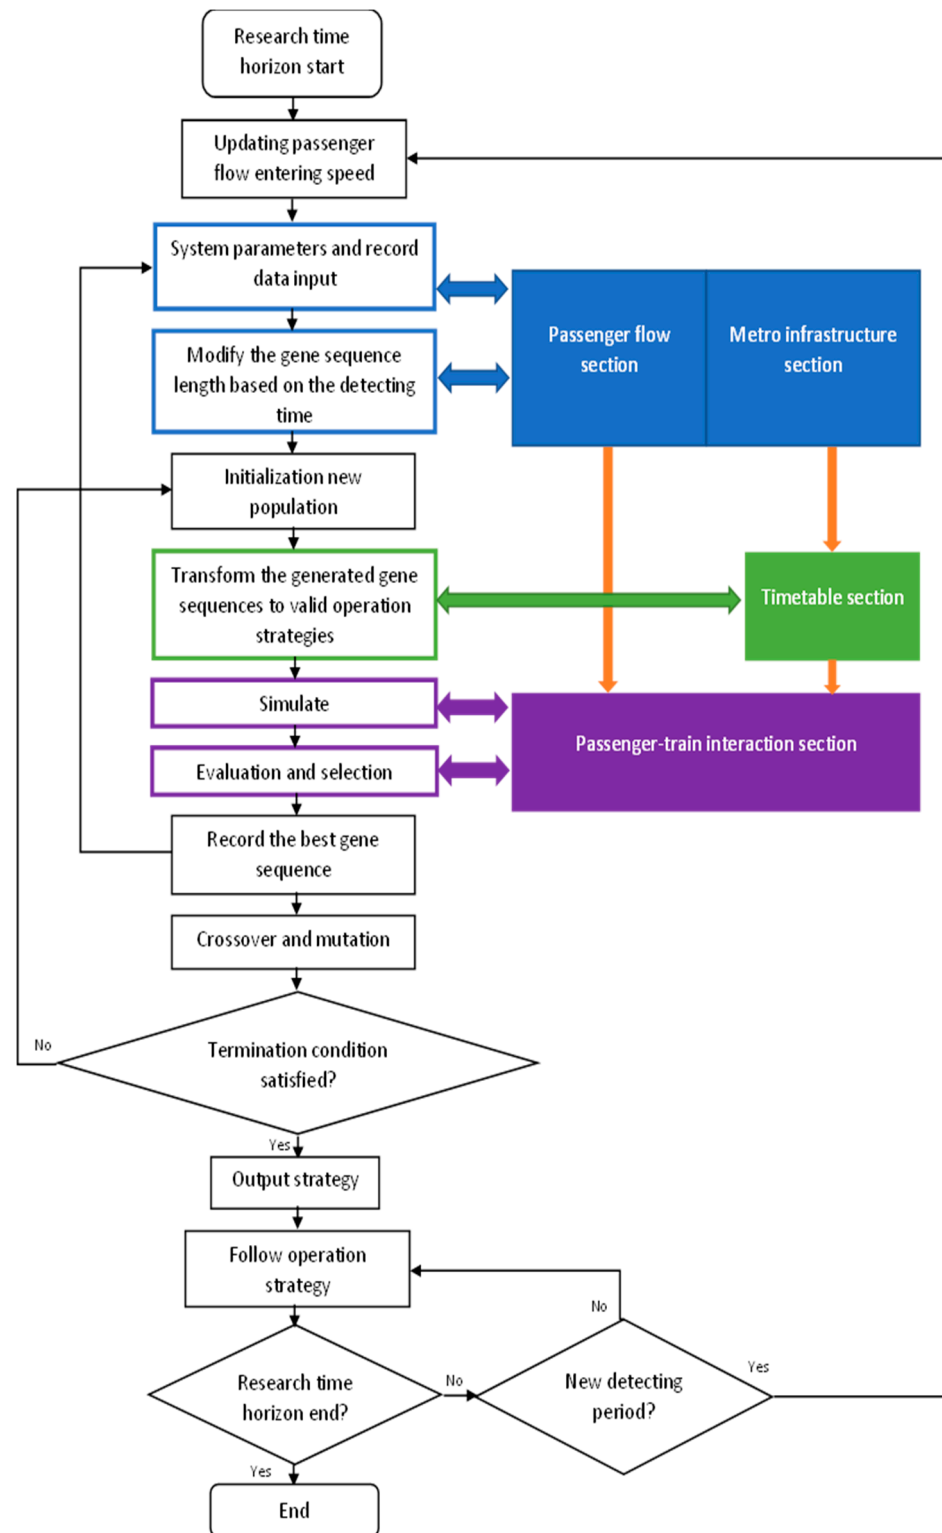 Research time
horizon start
Updating passenger
flow entering speed
System parameters and record
data input
Modify the gene sequence
length based on the detecting
time
Passenger flow
section
Metro infrastructure
section
Initialization new
population
Transform the generated gene
sequences to valid operation
strategies
Timetable section
Simulate
Passenger-train interaction section
Evaluation and selection
Record the best gene
sequence
Crossover and mutation
Termination condition
satisfied?
No
Yes
Output strategy
Follow operation
strategy
Research time
horizon end?
No
New detecting
period?
No
Yes
Yes
End